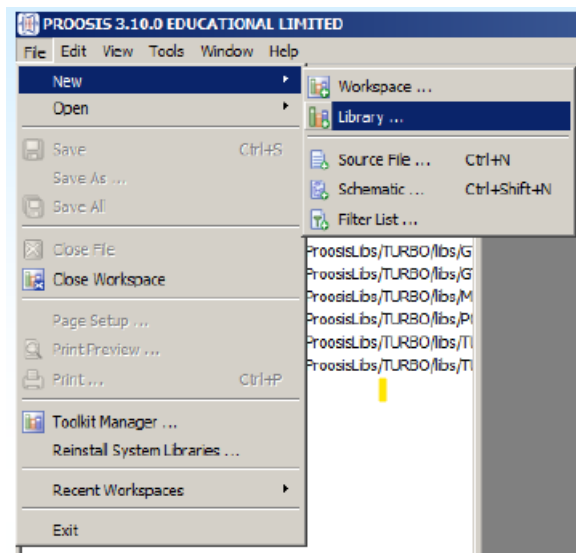 PROOSIS 3.10.0 EDUCATIONAL LIMITED
File Edit View Tools Window Help
New
Open
Save Ctrl+S
Save As ...
Save All
Close File
Close Workspace
Page Setup ...
Print Preview ...
Print ... Ctrl+P
Toolkit Manager ...
Reinstall System Libraries ...
Recent Workspaces
Exit
Workspace ...
Library ...
Source File ... Ctrl+N
Schematic ... Ctrl+Shift+N
Filter List ...
ProosisLibs/TURBO/libs/G
ProosisLibs/TURBO/libs/G
ProosisLibs/TURBO/libs/M
ProosisLibs/TURBO/libs/P
ProosisLibs/TURBO/libs/T
ProosisLibs/TURBO/libs/T